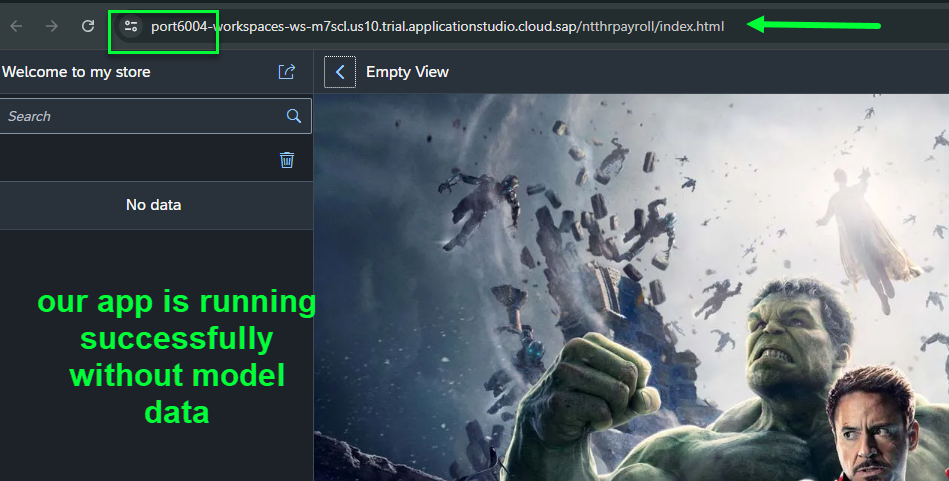 port6004-workspaces-ws-m7scl.us10.trial.applicationstudio.cloud.sap/ntthrpayroll/index.html
Welcome to my store
Empty View
Search
No data
our app is running
successfully
without model
data